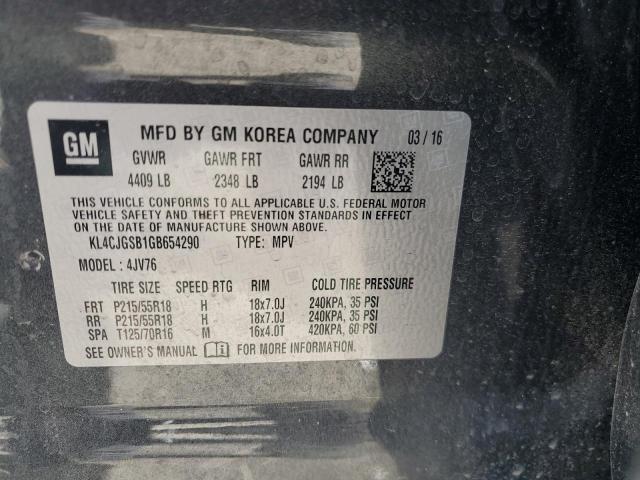 GM MFD BY GM KOREA COMPANY 03 / 16
GVWR GAWR FRT GAWR RR
4409 LB 2348 LB 2194 LB
THIS VEHICLE CONFORMS TO ALL APPLICABLE U.S. FEDERAL MOTOR
VEHICLE SAFETY AND THEFT PREVENTION STANDARDS IN EFFECT
ON THE DATE OF MANUFACTURE SHOWN ABOVE.
KL4CJGSB1GB654290 TYPE: MPV
MODEL : 4JV76
TIRE SIZE SPEED RTG RIM COLD TIRE PRESSURE
FRT P215/55R18 H 18x7.0J 240KPA, 35 PSI
RR P215/55R18 H 18x7.0J 240KPA, 35 PSI
SPA T125/70R16 M 16x4.0T 420KPA, 60 PSI
SEE OWNER'S MANUAL FOR MORE INFORMATION.